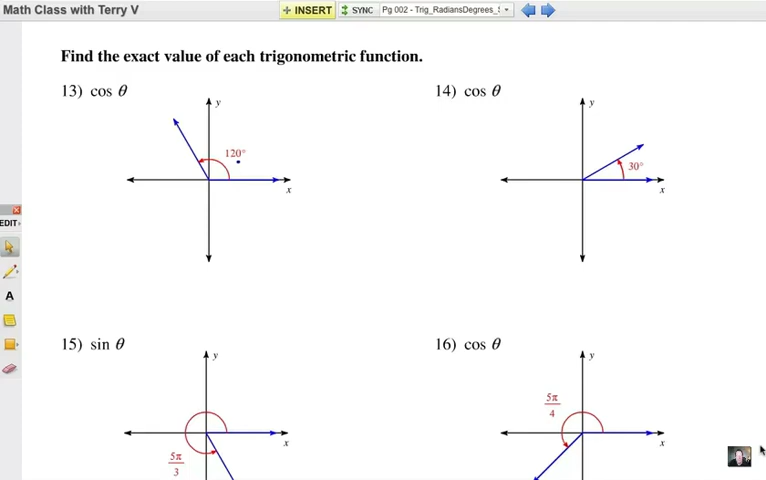 Math Class with Terry V
INSERT
SYNC
Pg 002 - Trig_RadiansDegrees_
Find the exact value of each trigonometric function.
13) cos θ
14) cos θ
y
120°
x
y
30°
x
EDIT
A
15) sin θ
16) cos θ
y
5π
3
x
y
5π
4
x